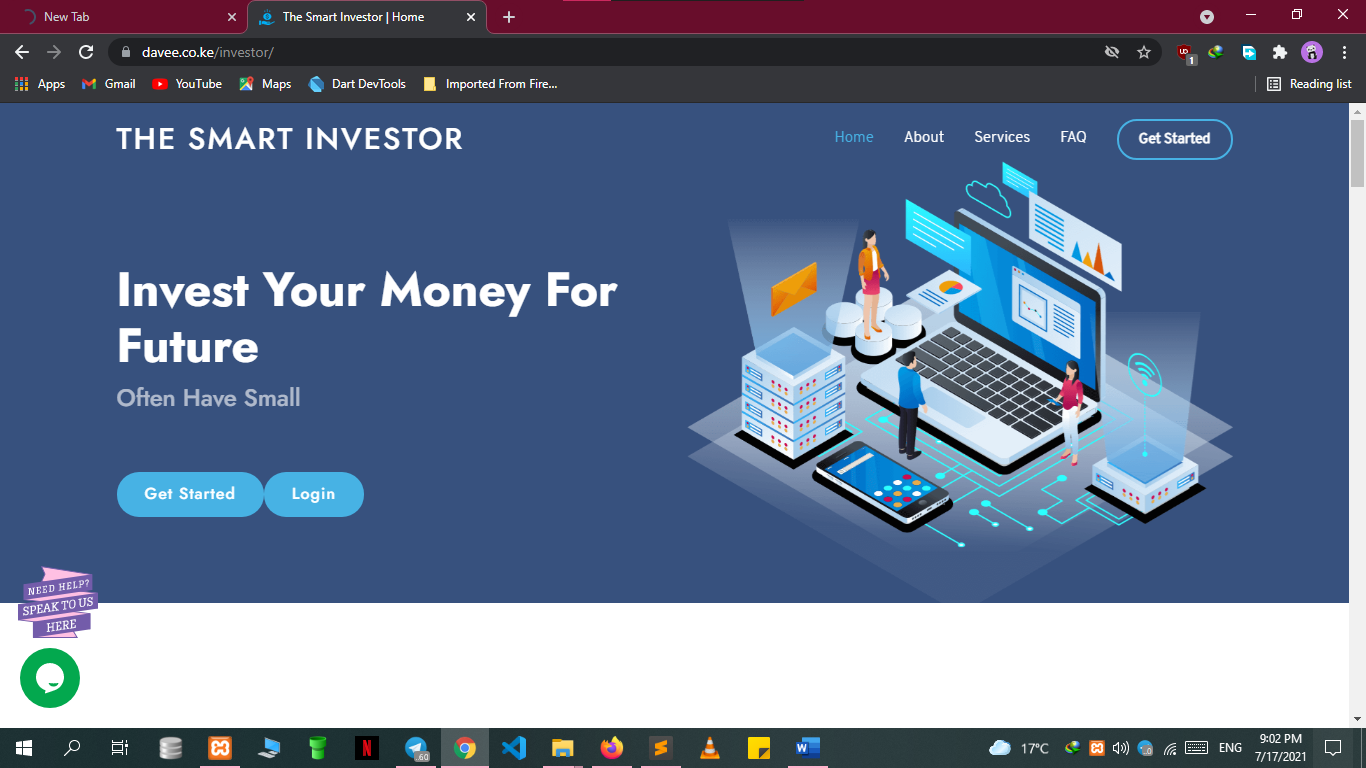 New Tab
The Smart Investor | Home
davee.co.ke/investor/
1
Apps
Gmail
YouTube
Maps
Dart DevTools
Imported From Fire...
Reading list
THE SMART INVESTOR
Home
About
Services
FAQ
Get Started
Invest Your Money For
Future
Often Have Small
Get Started
Login
NEED HELP?
SPEAK TO US
HERE
.60
17°C
ENG
9:02 PM
7/17/2021